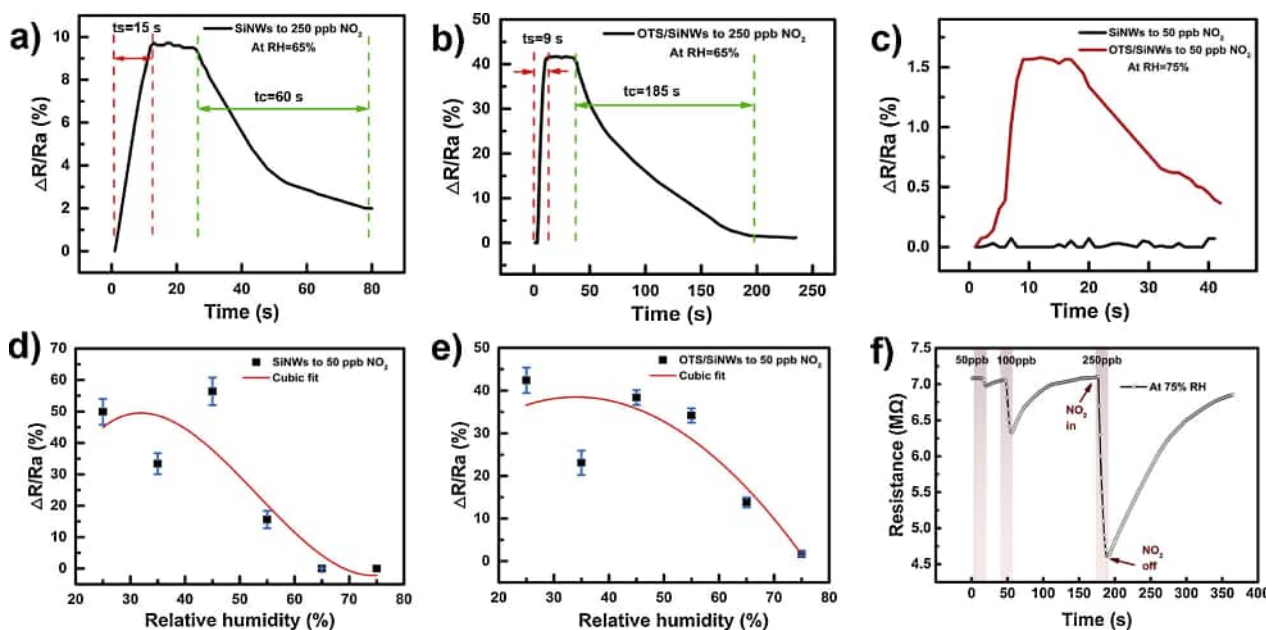 a)
ts=15 s
SiNWs to 250 ppb NO₂
At RH=65%
tc=60 s
10
8
6
4
2
0
ΔR/Ra (%)
0 20 40 60 80
Time (s)
b)
ts=9 s
OTS/SiNWs to 250 ppb NO₂
At RH=65%
tc=185 s
50
40
30
20
10
0
ΔR/Ra (%)
0 50 100 150 200 250
Time (s)
c)
SiNWs to 50 ppb NO₂
OTS/SiNWs to 50 ppb NO₂
At RH=75%
1.5
1.0
0.5
0.0
ΔR/Ra (%)
0 10 20 30 40
Time (s)
d)
SiNWs to 50 ppb NO₂
Cubic fit
70
60
50
40
30
20
10
0
ΔR/Ra (%)
20 30 40 50 60 70 80
Relative humidity (%)
e)
OTS/SiNWs to 50 ppb NO₂
Cubic fit
50
40
30
20
10
0
ΔR/Ra (%)
20 30 40 50 60 70 80
Relative humidity (%)
f)
50ppb 100ppb 250ppb
At 75% RH
NO₂
in
NO₂
off
7.0
6.5
6.0
5.5
5.0
4.5
Resistance (MΩ)
0 50 100 150 200 250 300 350 400
Time (s)